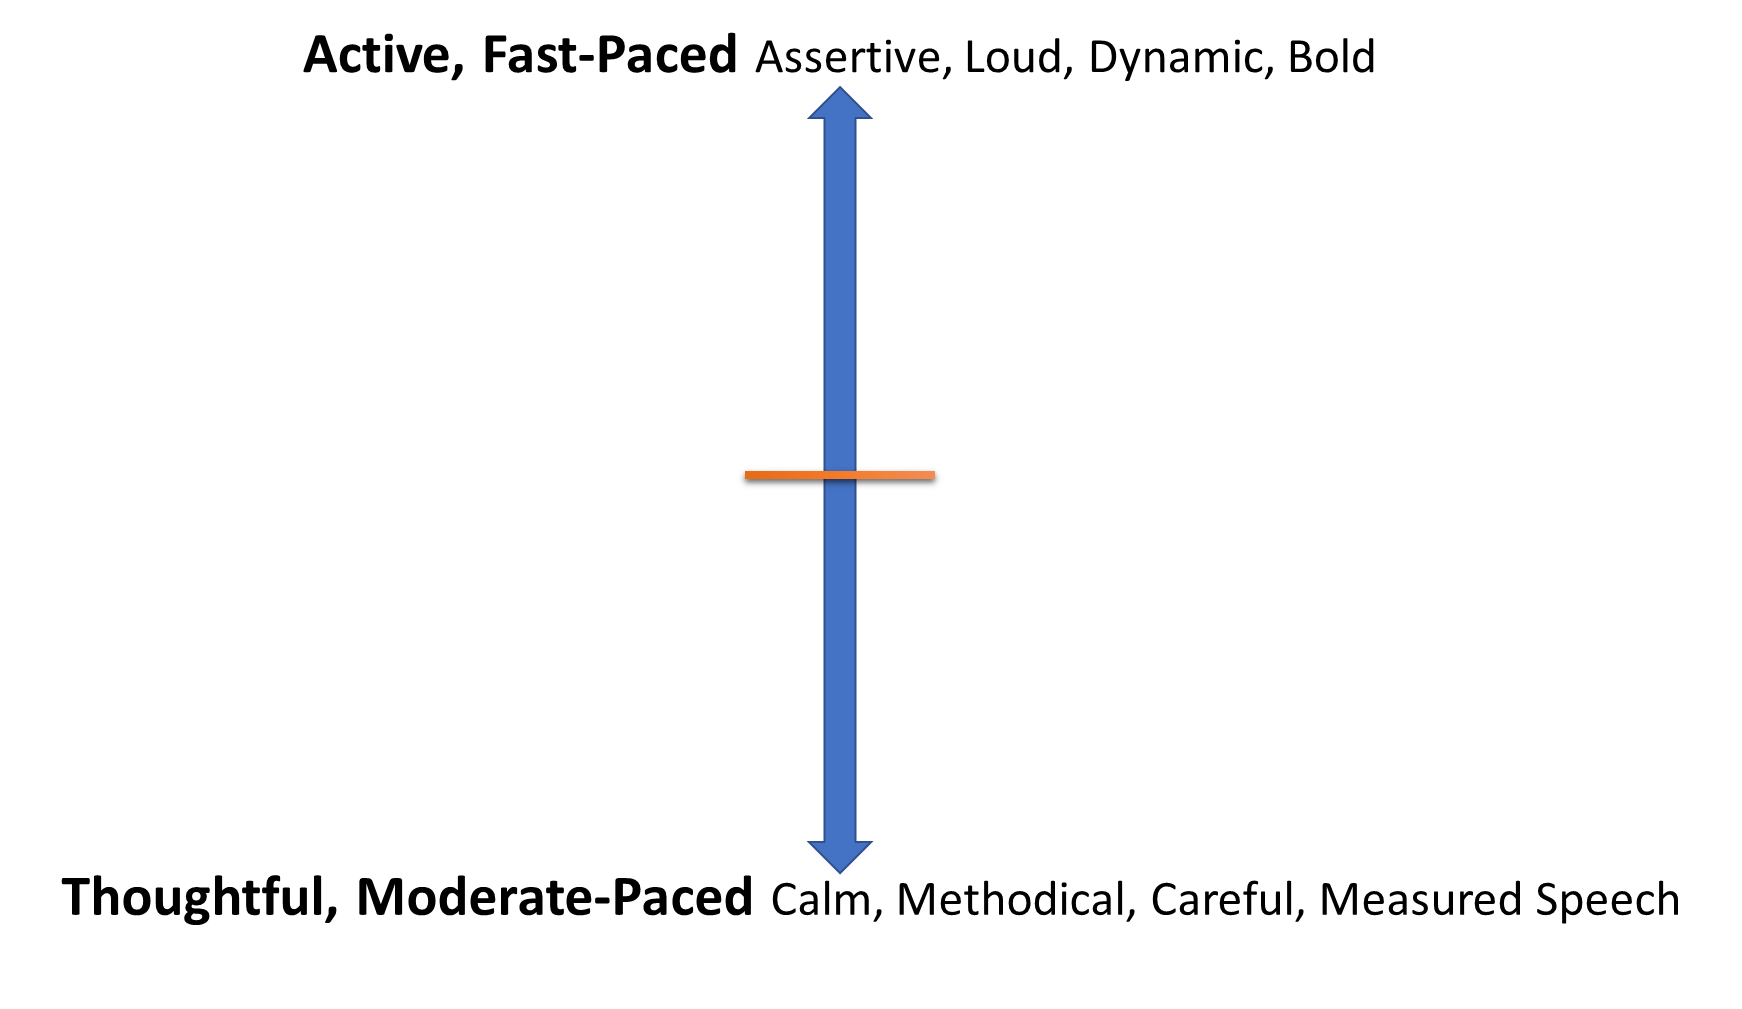 Active, Fast-Paced Assertive, Loud, Dynamic, Bold
Thoughtful, Moderate-Paced Calm, Methodical, Careful, Measured Speech